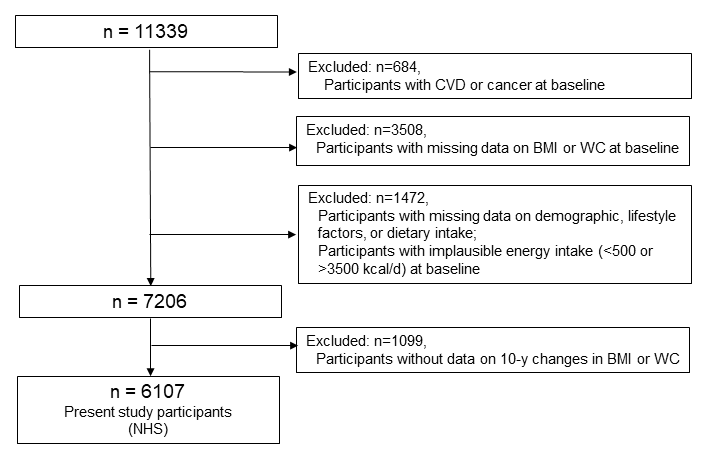 n = 11339
Excluded: n=684,
Participants with CVD or cancer at baseline
Excluded: n=3508,
Participants with missing data on BMI or WC at baseline
Excluded: n=1472,
Participants with missing data on demographic, lifestyle
factors, or dietary intake;
Participants with implausible energy intake (<500 or
>3500 kcal/d) at baseline
n = 7206
Excluded: n=1099,
Participants without data on 10-y changes in BMI or WC
n = 6107
Present study participants
(NHS)